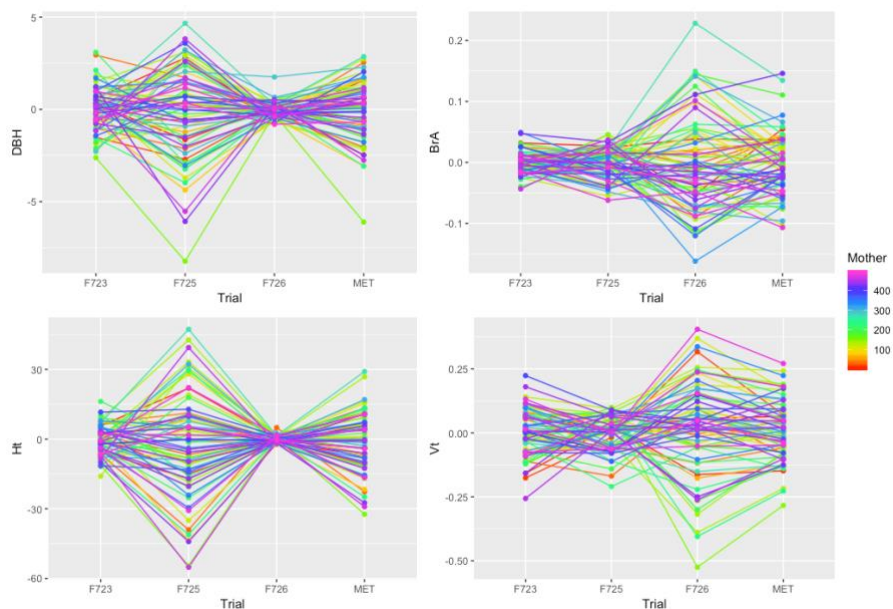 5
0
-5
DBH
F723 F725 F726 MET
Trial
0.2
0.1
0.0
-0.1
BrA
F723 F725 F726 MET
Trial
Mother
400
300
200
100
30
0
-30
-60
Ht
F723 F725 F726 MET
Trial
0.25
0.00
-0.25
-0.50
Vt
F723 F725 F726 MET
Trial